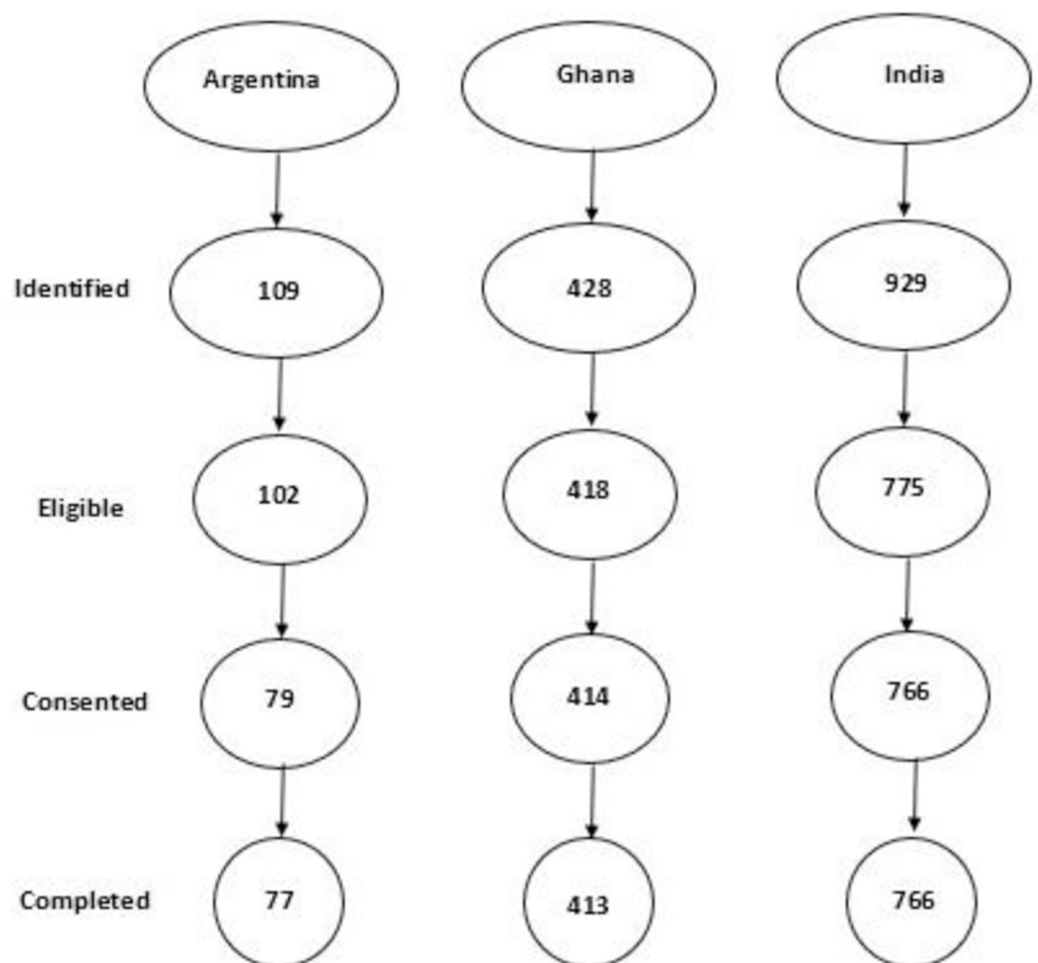 Argentina Ghana India
Identified 109 428 929
Eligible 102 418 775
Consented 79 414 766
Completed 77 413 766